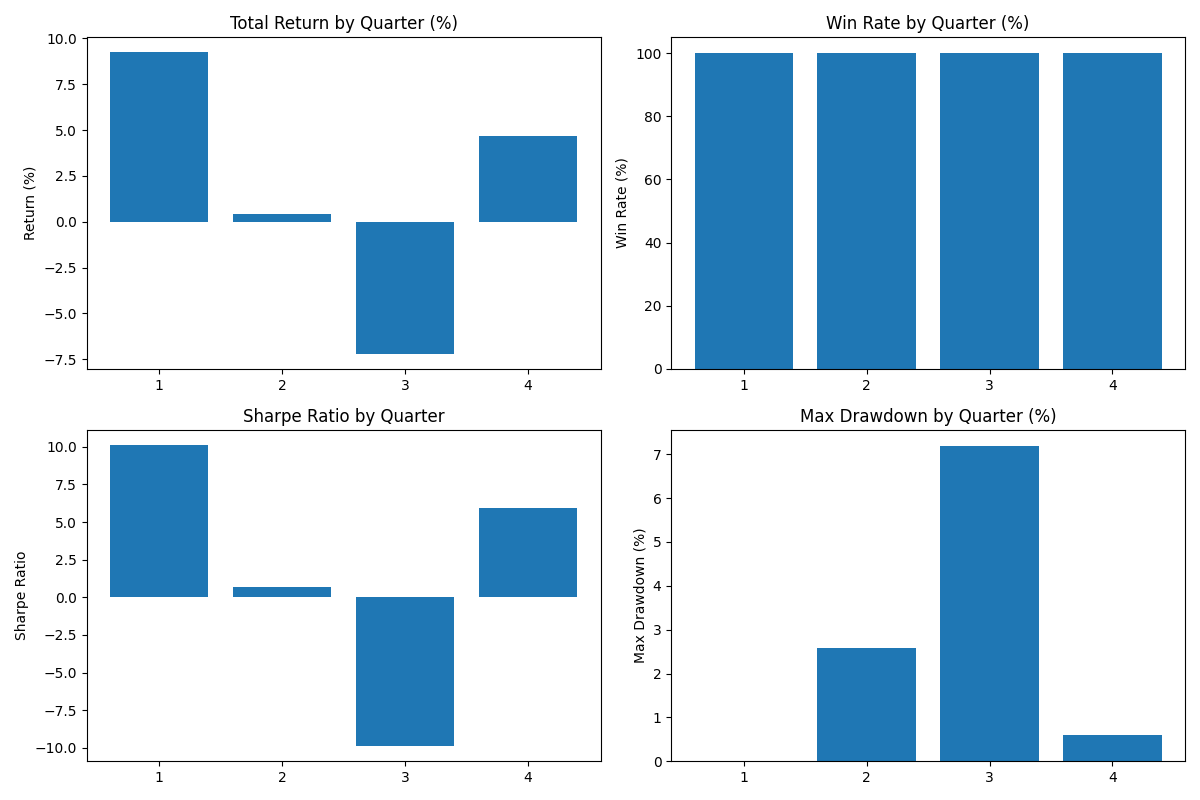 Total Return by Quarter (%)
Return (%)
10.0
7.5
5.0
2.5
0.0
−2.5
−5.0
−7.5
1 2 3 4
Win Rate by Quarter (%)
Win Rate (%)
100
80
60
40
20
0
1 2 3 4
Sharpe Ratio by Quarter
Sharpe Ratio
10.0
7.5
5.0
2.5
0.0
−2.5
−5.0
−7.5
−10.0
1 2 3 4
Max Drawdown by Quarter (%)
Max Drawdown (%)
7
6
5
4
3
2
1
0
1 2 3 4